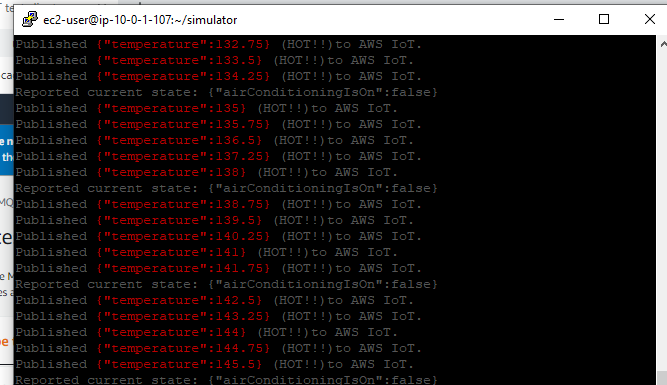 ec2-user@ip-10-0-1-107:~/simulator
Published {"temperature":132.75} (HOT!!)to AWS IoT.
Published {"temperature":133.5} (HOT!!)to AWS IoT.
Published {"temperature":134.25} (HOT!!)to AWS IoT.
Reported current state: {"airConditioningIsOn":false}
Published {"temperature":135} (HOT!!)to AWS IoT.
Published {"temperature":135.75} (HOT!!)to AWS IoT.
Published {"temperature":136.5} (HOT!!)to AWS IoT.
Published {"temperature":137.25} (HOT!!)to AWS IoT.
Published {"temperature":138} (HOT!!)to AWS IoT.
Reported current state: {"airConditioningIsOn":false}
Published {"temperature":138.75} (HOT!!)to AWS IoT.
Published {"temperature":139.5} (HOT!!)to AWS IoT.
Published {"temperature":140.25} (HOT!!)to AWS IoT.
Published {"temperature":141} (HOT!!)to AWS IoT.
Published {"temperature":141.75} (HOT!!)to AWS IoT.
Reported current state: {"airConditioningIsOn":false}
Published {"temperature":142.5} (HOT!!)to AWS IoT.
Published {"temperature":143.25} (HOT!!)to AWS IoT.
Published {"temperature":144} (HOT!!)to AWS IoT.
Published {"temperature":144.75} (HOT!!)to AWS IoT.
Published {"temperature":145.5} (HOT!!)to AWS IoT.
Reported current state: {"airConditioningIsOn":false}